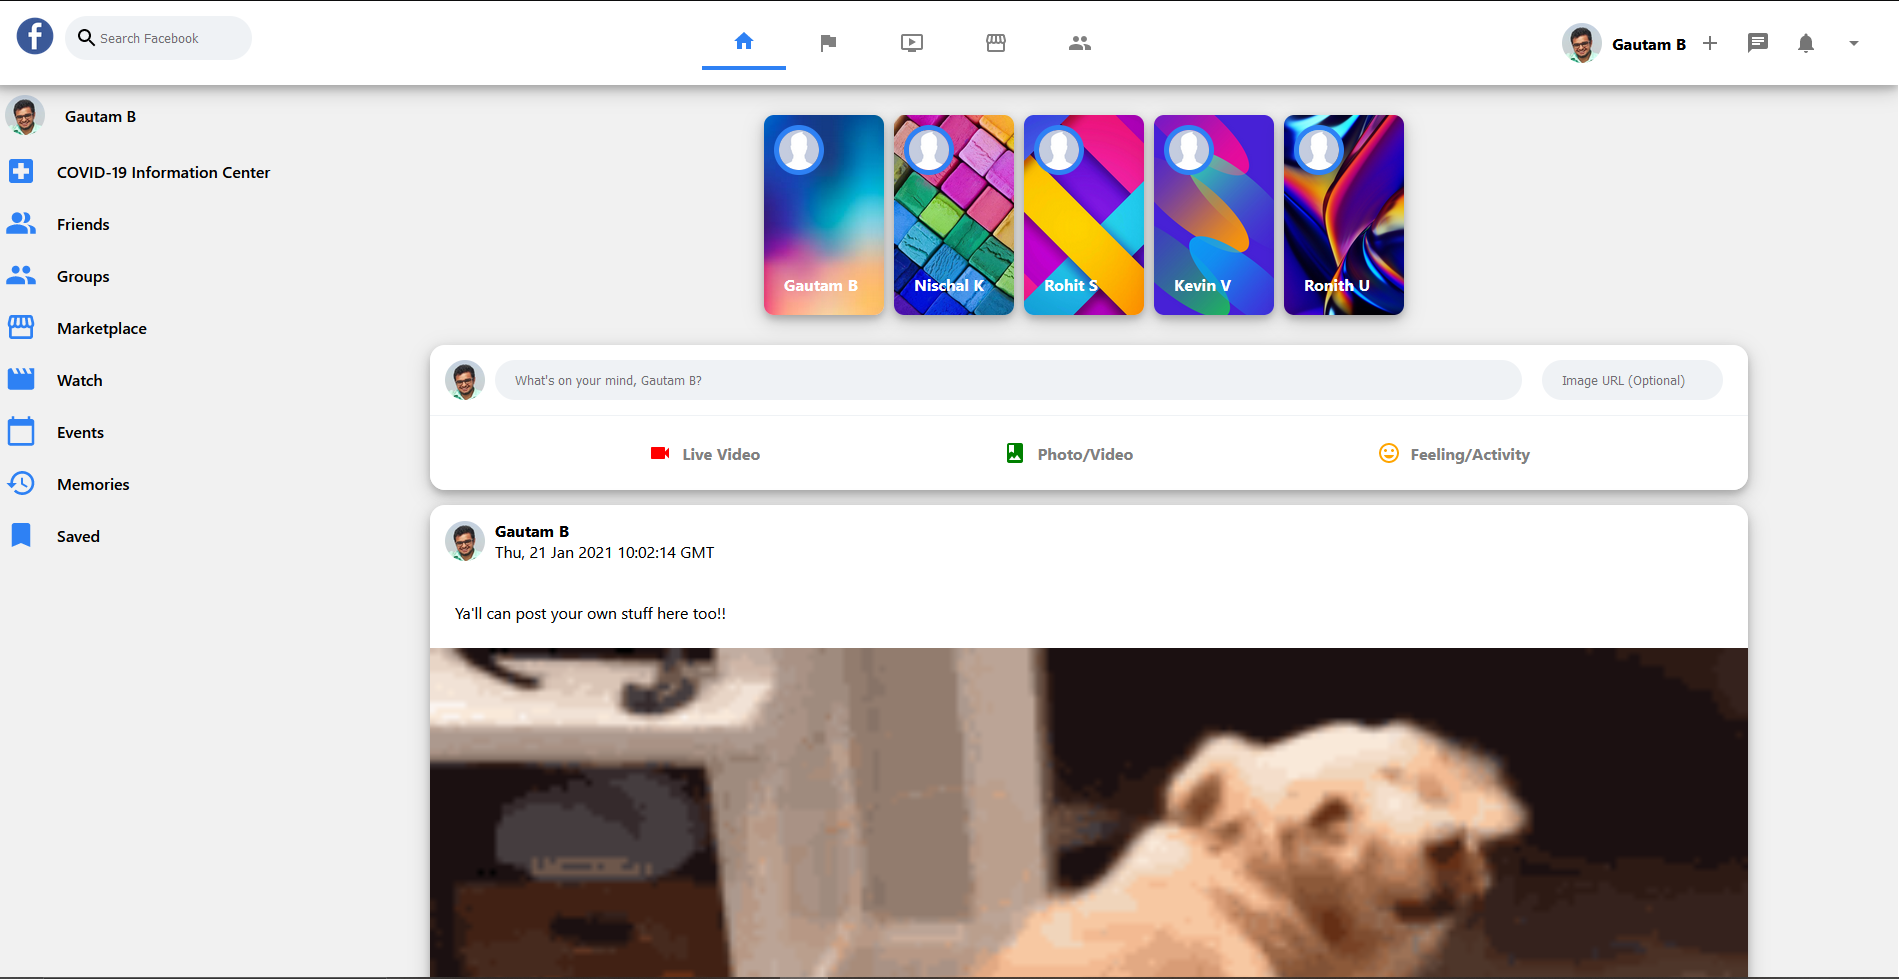 f
Search Facebook
Gautam B
Gautam B
COVID-19 Information Center
Friends
Groups
Marketplace
Watch
Events
Memories
Saved
Gautam B
Nischal K
Rohit S
Kevin V
Ronith U
What's on your mind, Gautam B?
Image URL (Optional)
Live Video
Photo/Video
Feeling/Activity
Gautam B
Thu, 21 Jan 2021 10:02:14 GMT
Ya'll can post your own stuff here too!!